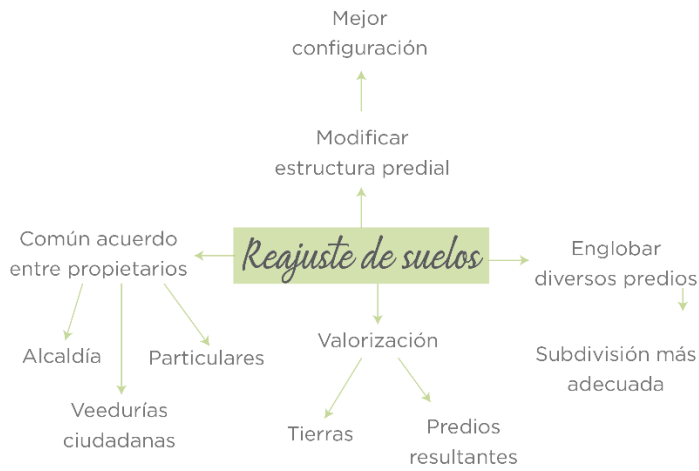 Mejor
configuración
Modificar
estructura predial
Común acuerdo
entre propietarios
Reajuste de suelos
Englobar
diversos predios
Alcaldía
Particulares
Veedurías
ciudadanas
Valorización
Tierras
Predios
resultantes
Subdivisión más
adecuada